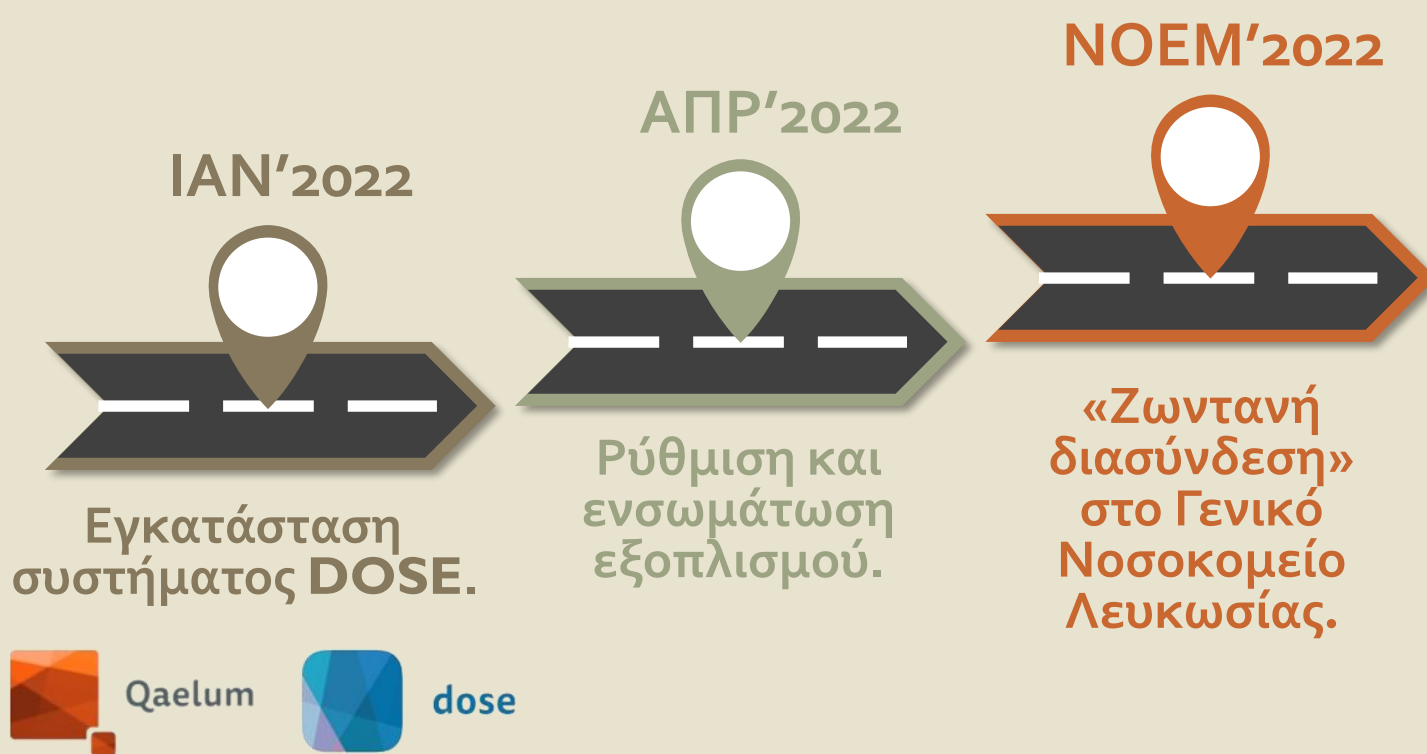 ΙΑΝ’2022
Εγκατάσταση
συστήματος DOSE.
ΑΠΡ’2022
Ρύθμιση και
ενσωμάτωση
εξοπλισμού.
ΝΟΕΜ’2022
«Ζωντανή
διασύνδεση»
στο Γενικό
Νοσοκομείο
Λευκωσίας.
Qaelum
dose